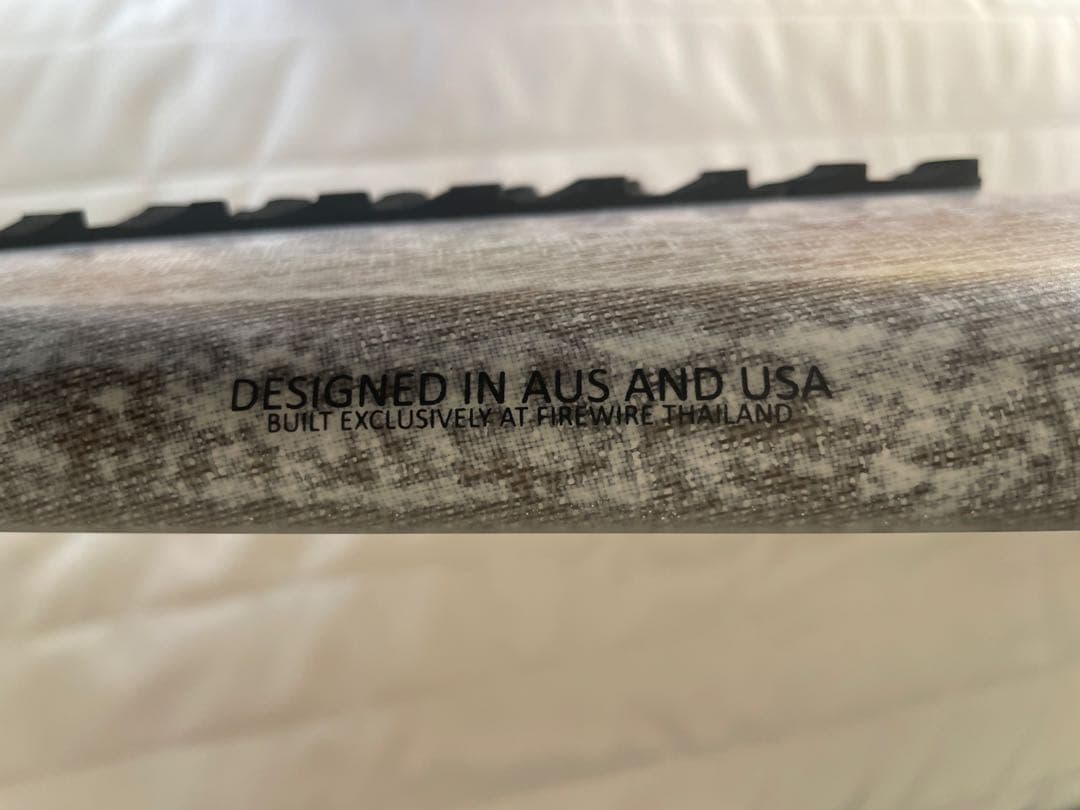 DESIGNED IN AUS AND USA
BUILT EXCLUSIVELY AT FIREWIRE THAILAND